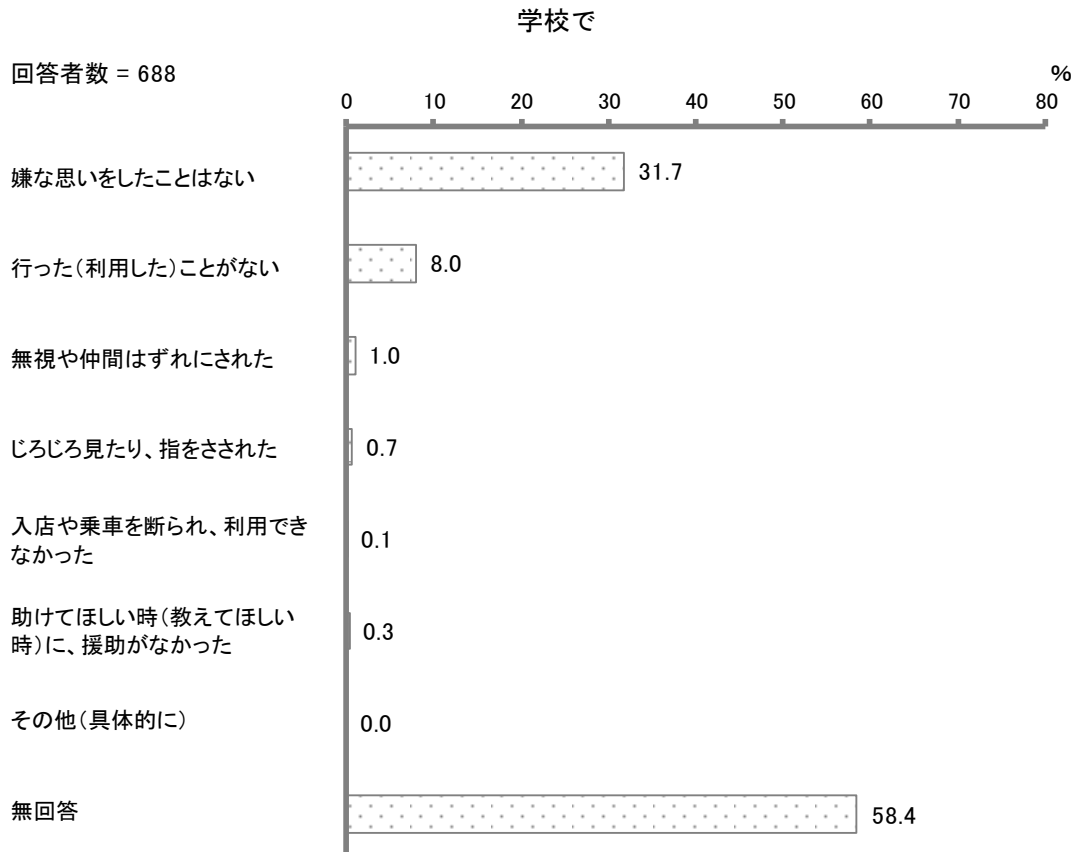 学校で
回答者数 = 688
%
0 10 20 30 40 50 60 70 80
嫌な思いをしたことはない 31.7
行った(利用した)ことがない 8.0
無視や仲間はずれにされた 1.0
じろじろ見たり、指をさされた 0.7
入店や乗車を断られ、利用でき
なかった
0.1
助けてほしい時(教えてほしい
時)に、援助がなかった
0.3
その他(具体的に) 0.0
無回答 58.4